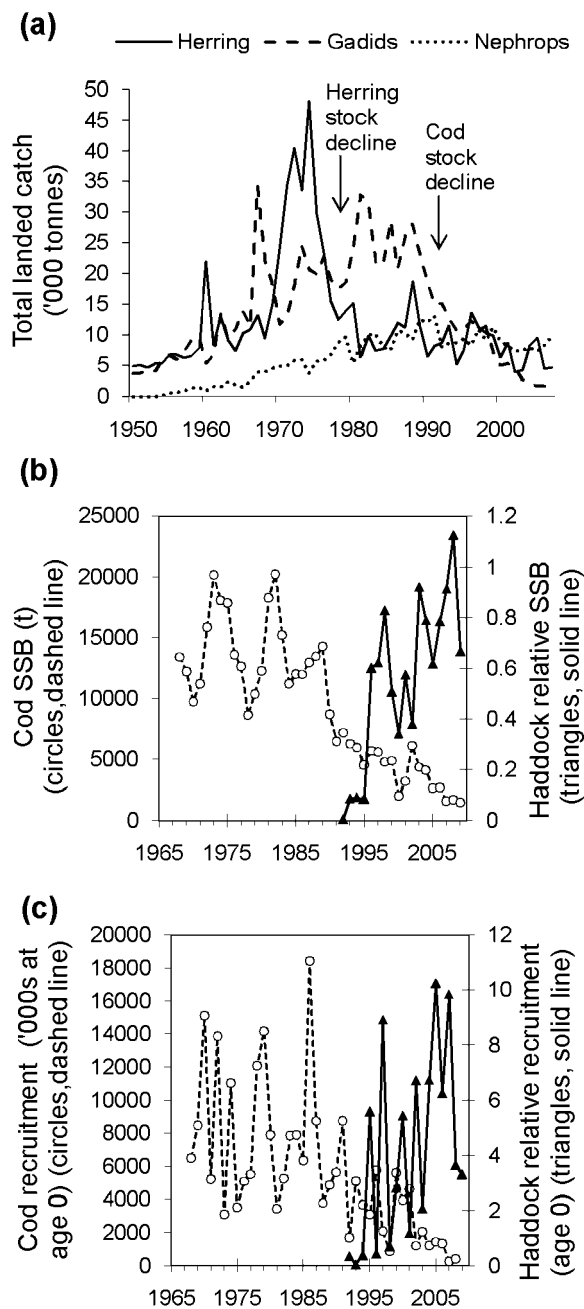 (a)
Herring Gadids Nephrops
Total landed catch
('000 tonnes)
50
45
40
35
30
25
20
15
10
5
0
Herring
stock
decline
Cod
stock
decline
1950 1960 1970 1980 1990 2000
(b)
Cod SSB (t)
(circles,dashed line)
25000
20000
15000
10000
5000
0
1.2
1
0.8
0.6
0.4
0.2
0
Haddock relative SSB
(triangles, solid line)
1965 1975 1985 1995 2005
(c)
Cod recruitment ('000s at
age 0) (circles,dashed line)
20000
18000
16000
14000
12000
10000
8000
6000
4000
2000
0
12
10
8
6
4
2
0
Haddock relative recruitment
(age 0) (triangles, solid line)
1965 1975 1985 1995 2005